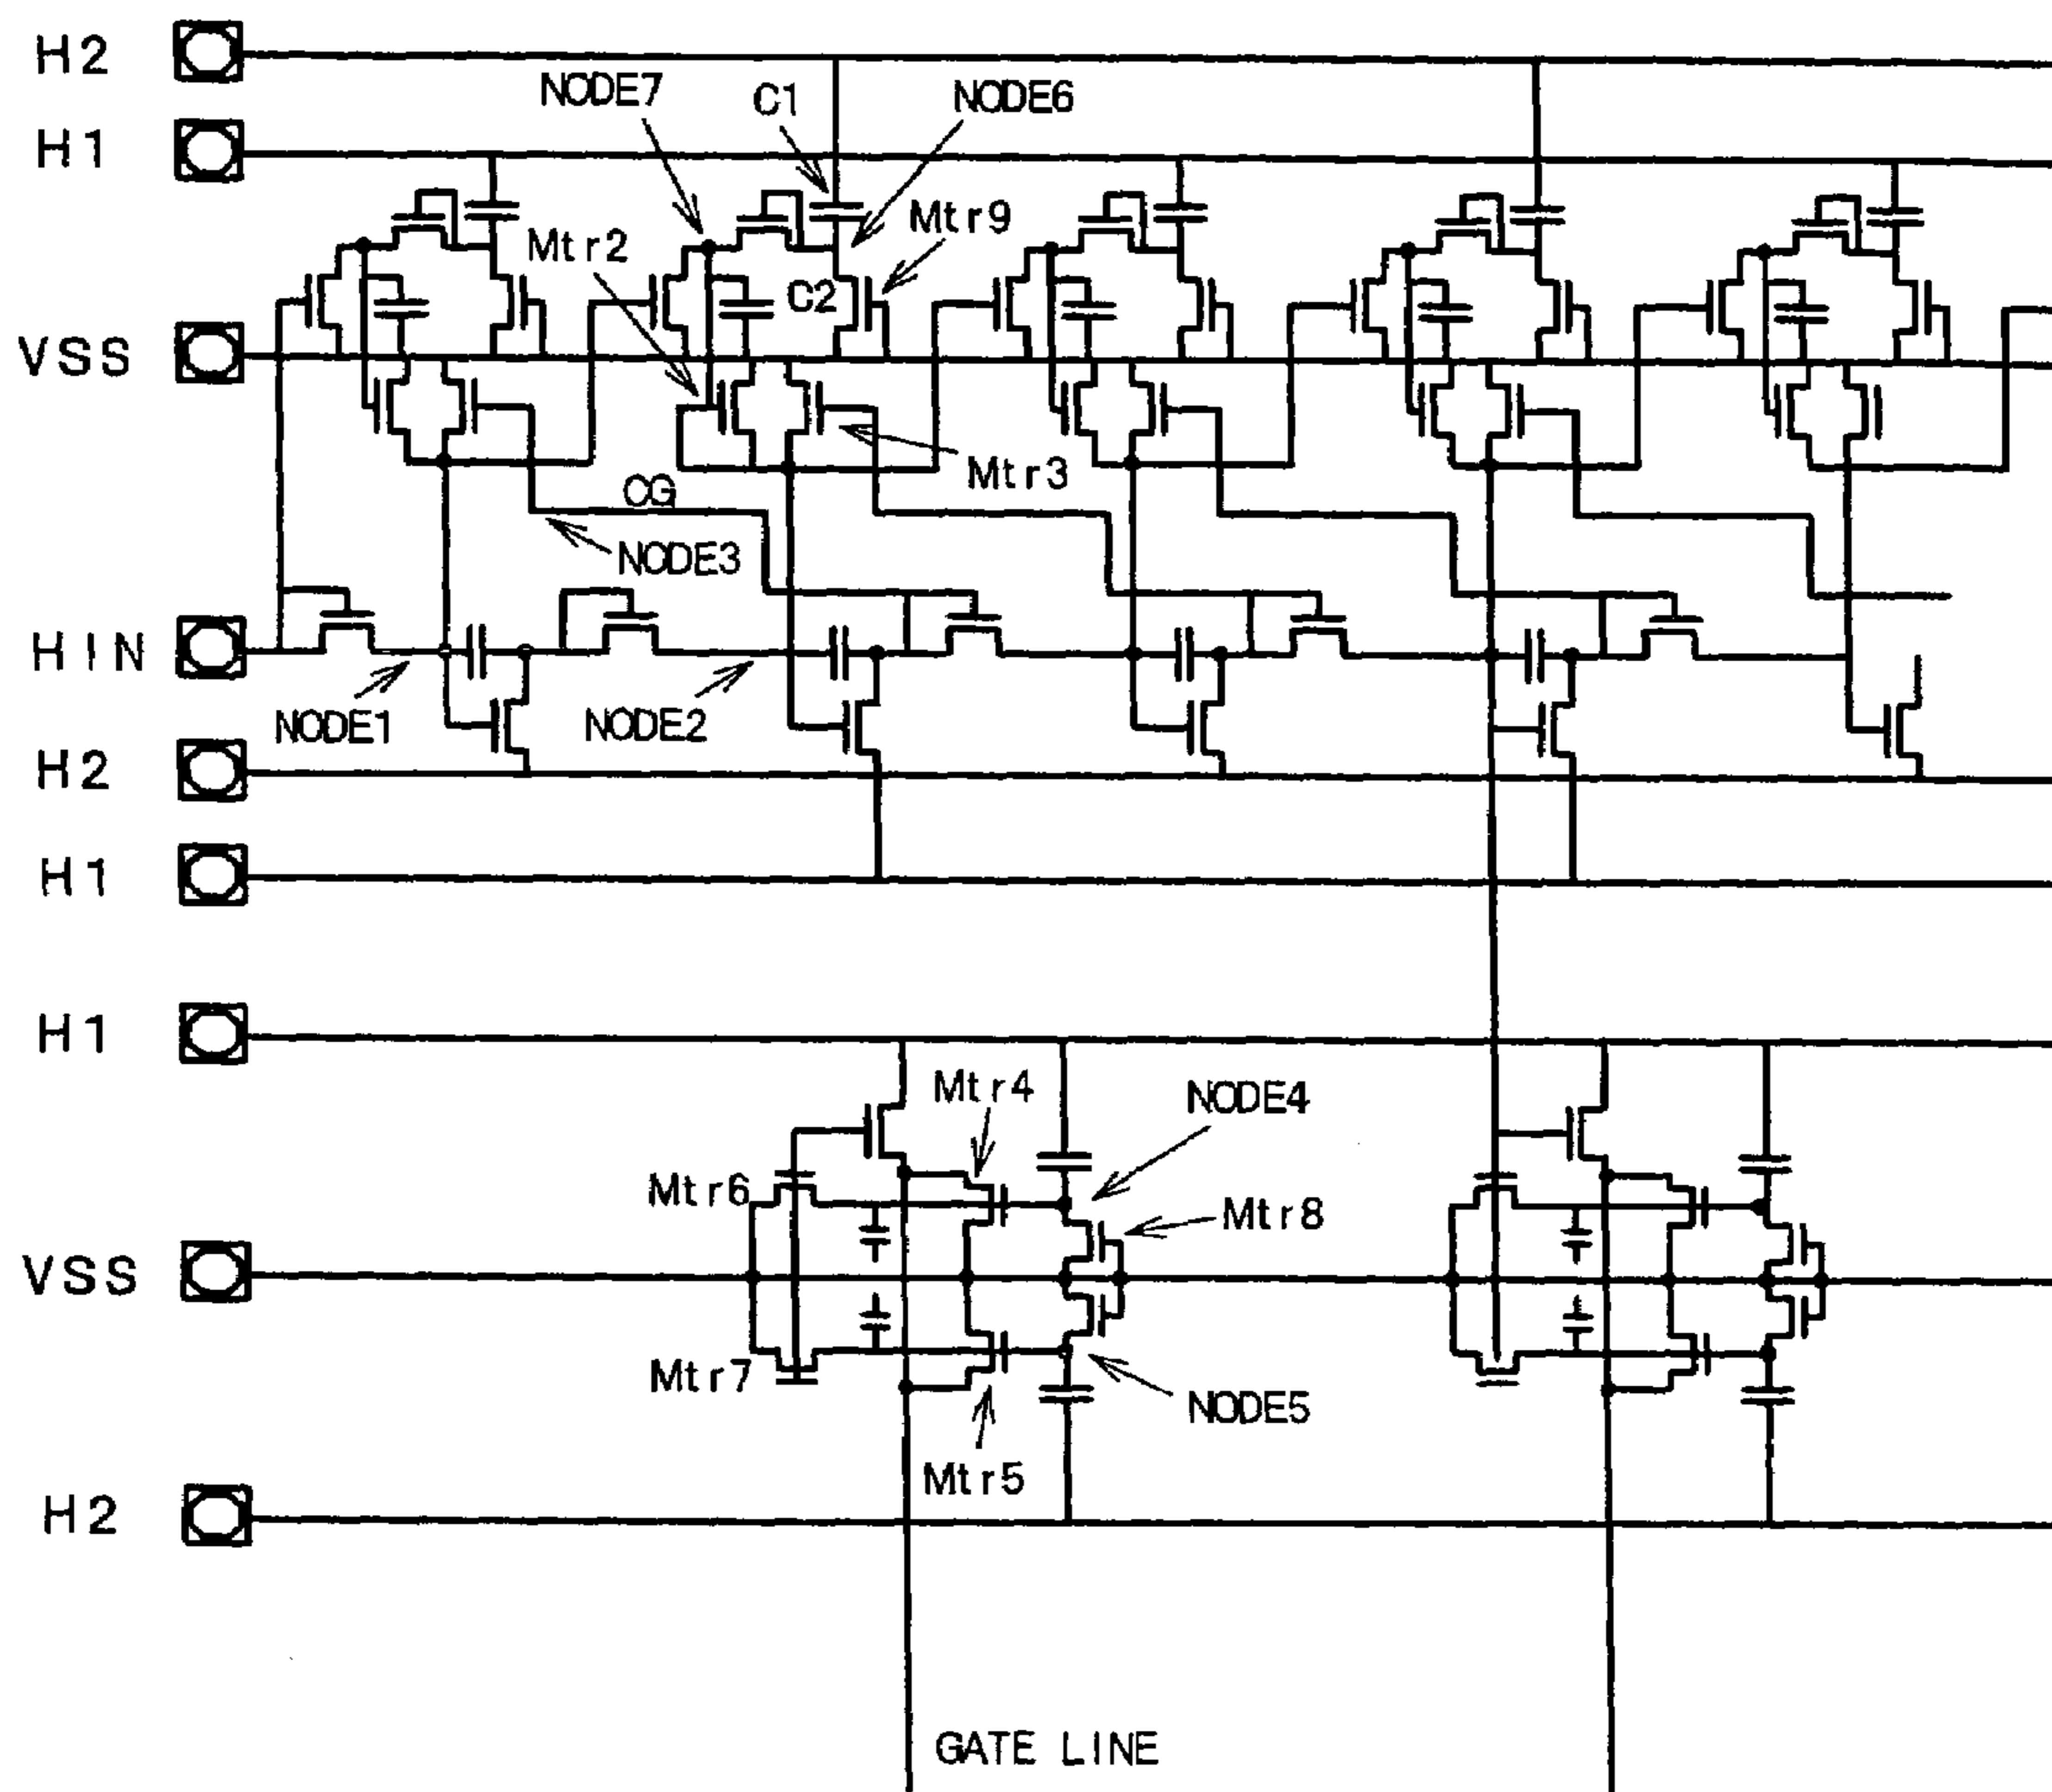 H2
NODE7
C1
NODE6
H1
Mtr2
Mtr9
C2
VSS
Mtr3
CG
NODE3
HIN
NODE1
NODE2
H2
H1
H1
Mtr4
NODE4
Mtr6
Mtr8
VSS
Mtr7
NODE5
Mtr5
H2
GATE LINE